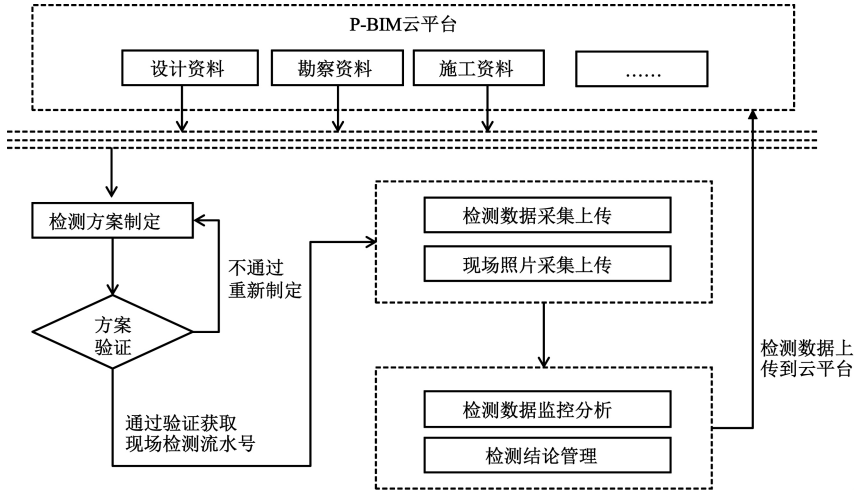 P-BIM云平台
设计资料
勘察资料
施工资料
……
检测方案制定
不通过
重新制定
方案
验证
通过验证获取
现场检测流水号
检测数据采集上传
现场照片采集上传
检测数据监控分析
检测结论管理
检测数据上
传到云平台